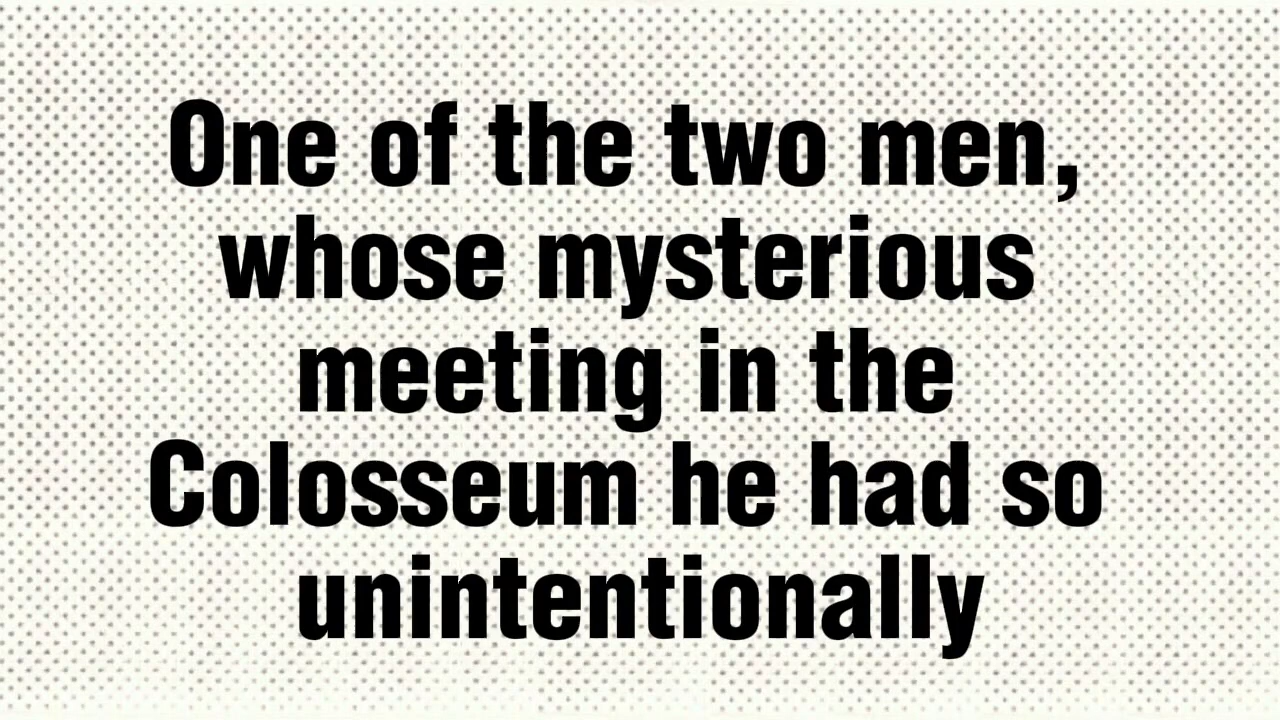 One of the two men,
whose mysterious
meeting in the
Colosseum he had so
unintentionally